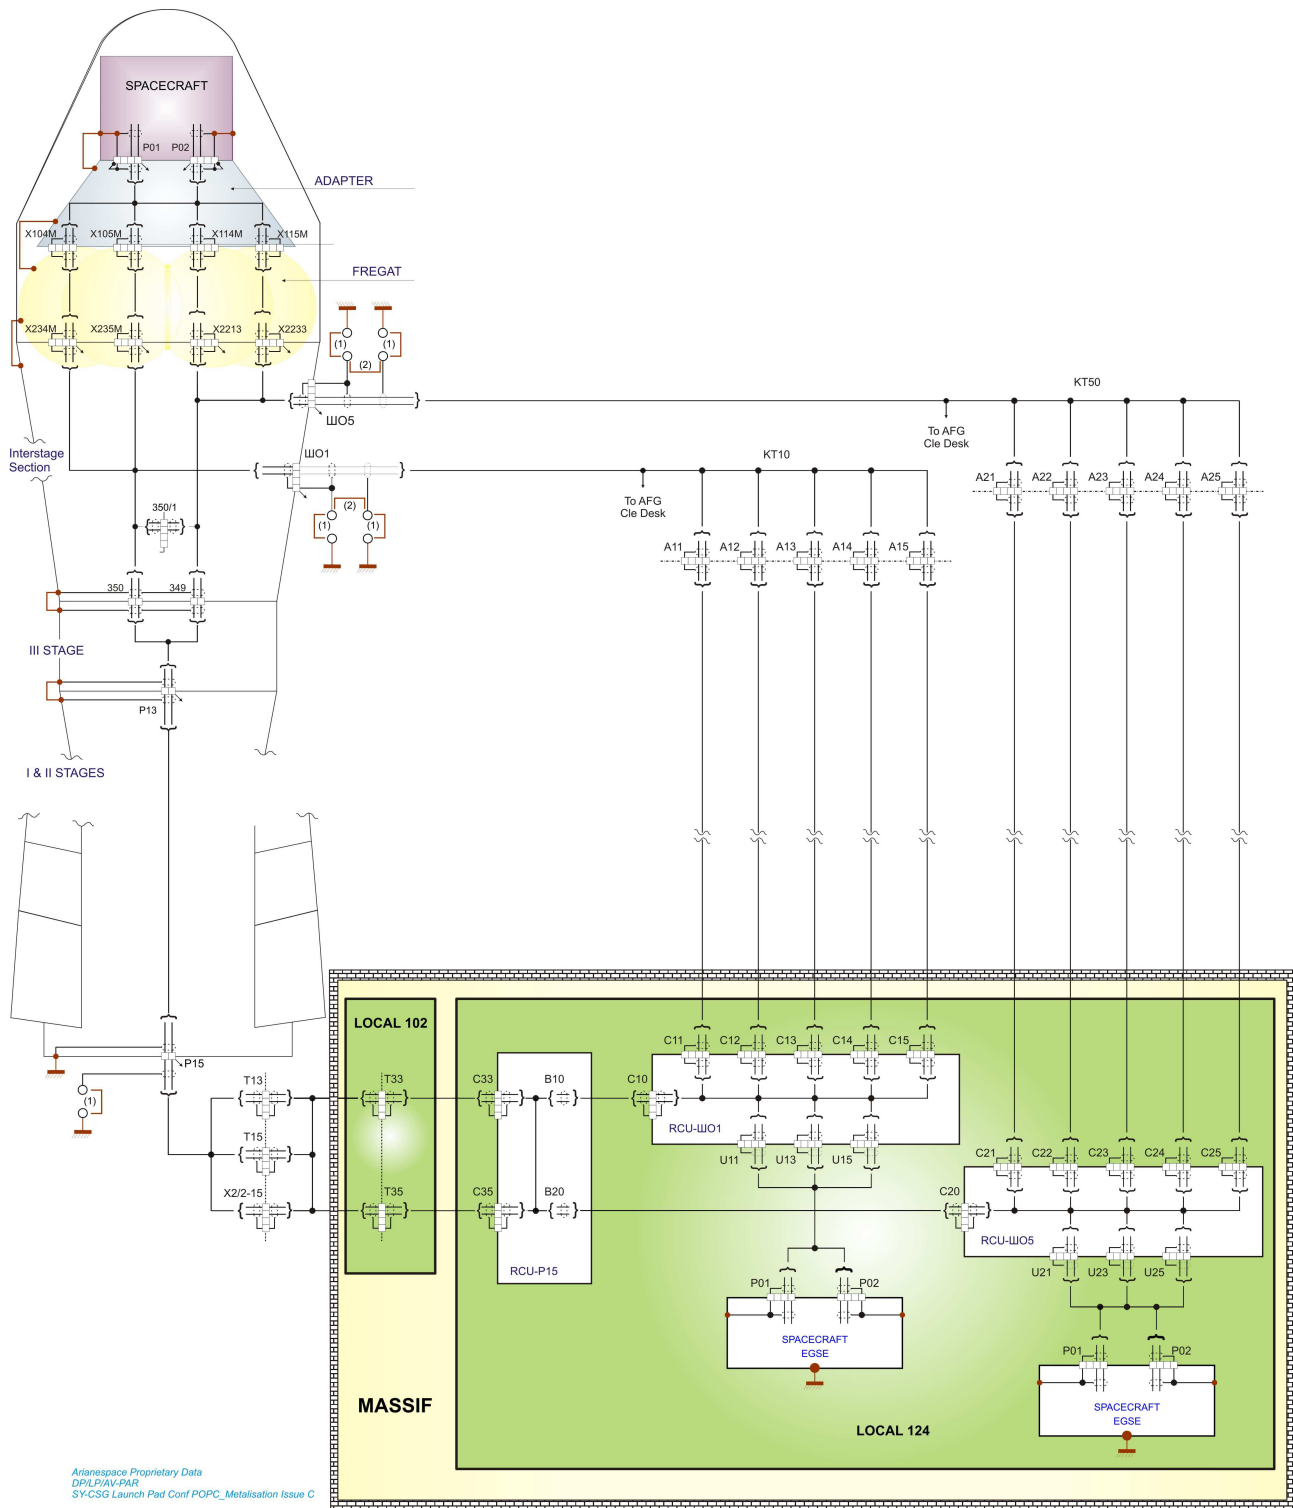 SPACECRAFT
P01 P02
ADAPTER
X104M X105M X114M X115M
FREGAT
X234M X235M X2213 X2233
(1) (1)
(2)
KT50
ШО5
To AFG
Cle Desk
Interstage
Section
ШО1
KT10
A21 A22 A23 A24 A25
To AFG
Cle Desk
350/1
(2)
(1) (1)
A11 A12 A13 A14 A15
350 349
III STAGE
P13
I & II STAGES
LOCAL 102
P15
C11 C12 C13 C14 C15
T13 T33 C33 B10 C10
(1)
RCU-ШО1
T15
U11 U13 U15
C21 C22 C23 C24 C25
X2/2-15 T35 C35 B20 C20
RCU-ШО5
RCU-P15
U21 U23 U25
P01 P02
SPACECRAFT
EGSE
P01 P02
MASSIF
SPACECRAFT
EGSE
LOCAL 124
Arianespace Proprietary Data
DP/LP/AV-PAR
SY-CSG Launch Pad Conf POPC_Metalisation Issue C